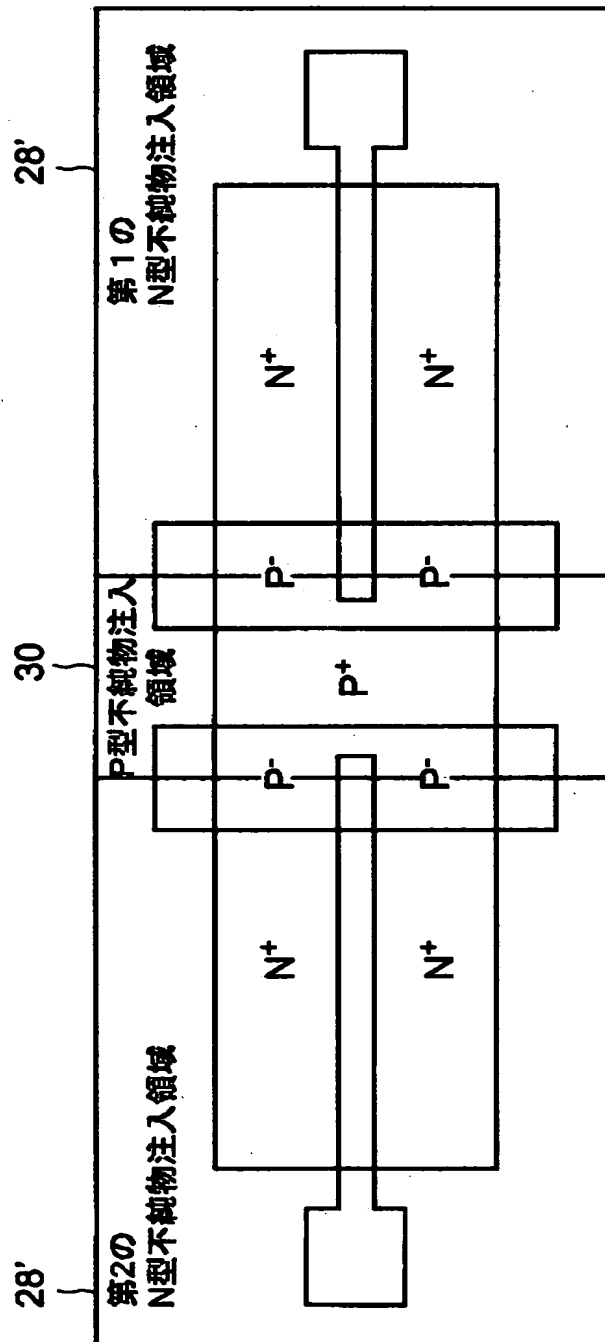 28'
30
28'
第2の
N型不純物注入領域
P型不純物注入
領域
第１の
N型不純物注入領域
N⁺
P⁻
P⁻
N⁺
P⁺
N⁺
P⁻
P⁻
N⁺